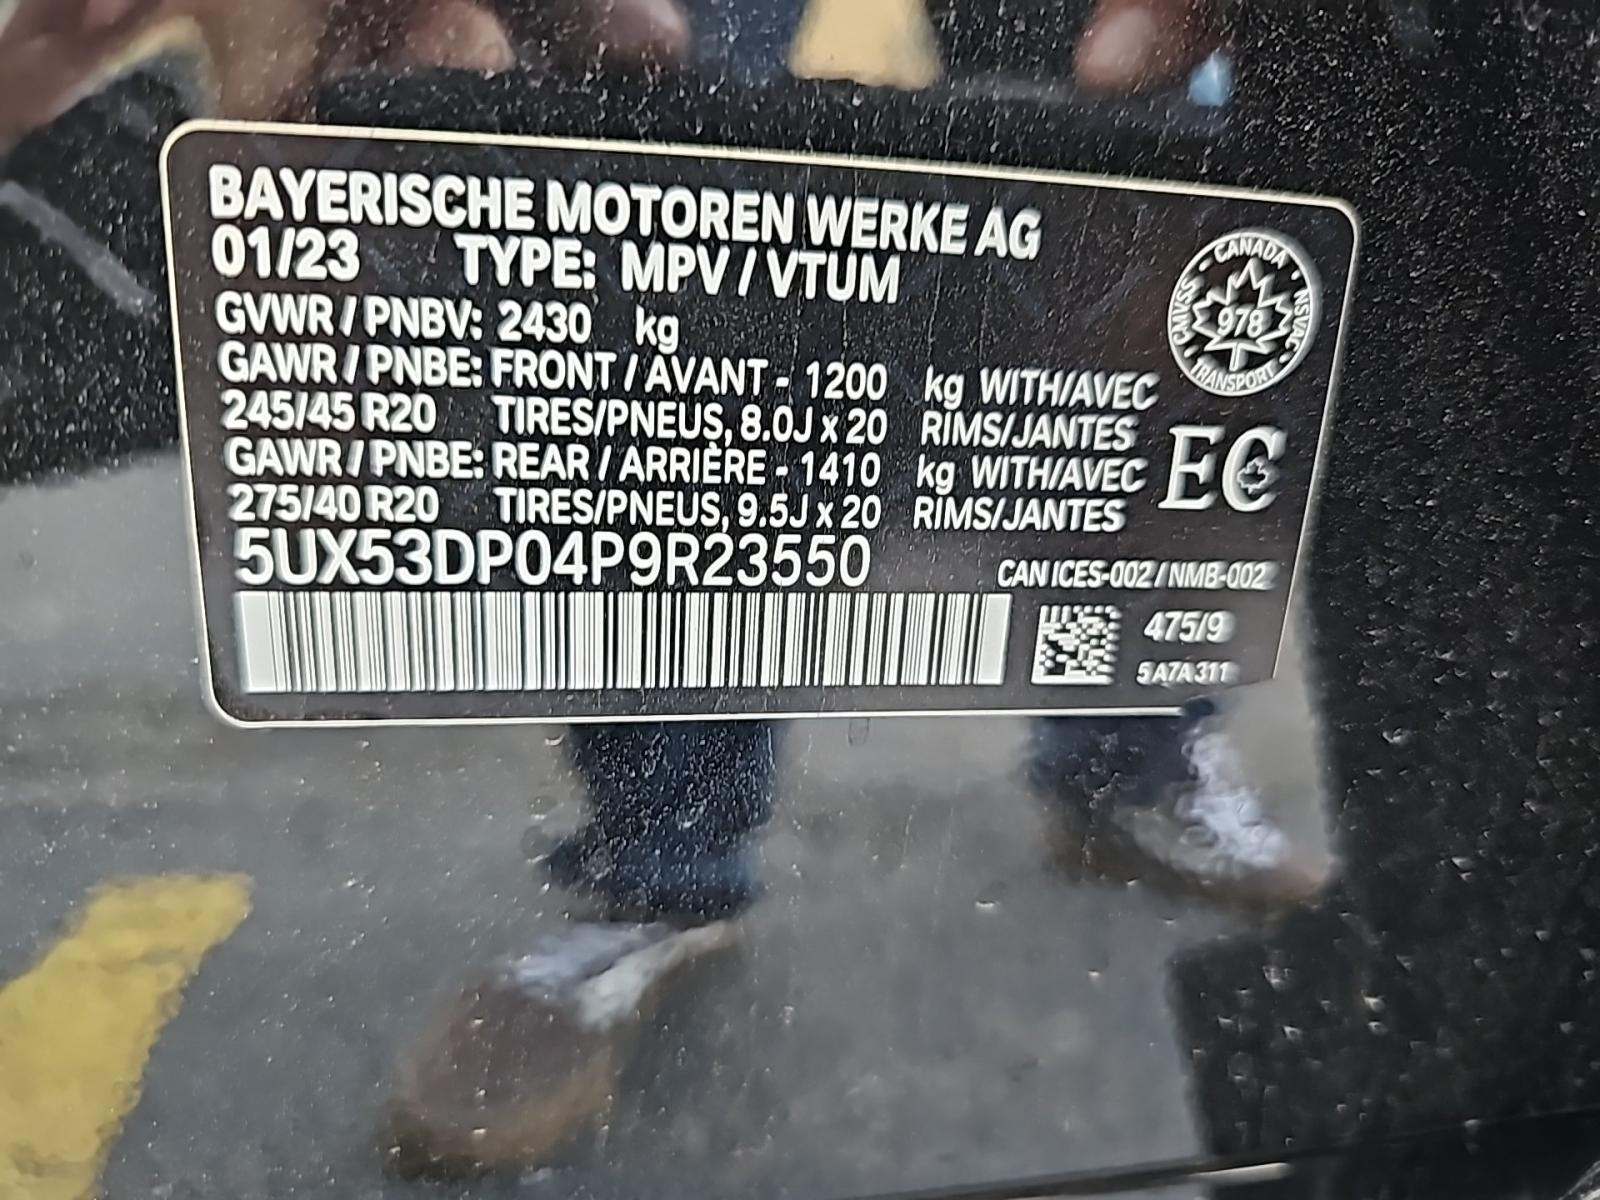 BAYERISCHE MOTOREN WERKE AG
01/23 TYPE: MPV / VTUM
GVWR / PNBV: 2430 kg
GAWR / PNBE: FRONT / AVANT - 1200 kg WITH/AVEC
245/45 R20 TIRES/PNEUS, 8.0J x 20 RIMS/JANTES
GAWR / PNBE: REAR / ARRIÈRE - 1410 kg WITH/AVEC
275/40 R20 TIRES/PNEUS, 9.5J x 20 RIMS/JANTES
5UX53DP04P9R23550
CAN ICES-002 / NMB-002
475/9
5A7A311
CANADA
CMVSS
NSVAC
978
TRANSPORT
EC